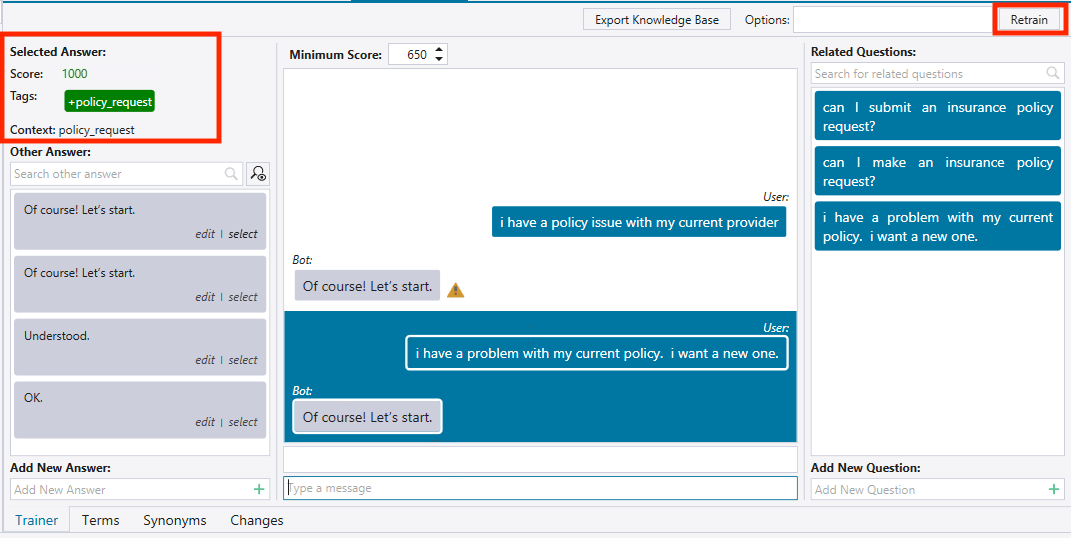 Export Knowledge Base
Options:
Retrain
Selected Answer:
Score: 1000
Tags: +policy_request
Context: policy_request
Other Answer:
Search other answer
Of course! Let's start.
edit | select
Of course! Let's start.
edit | select
Understood.
edit | select
OK.
edit | select
Add New Answer:
Add New Answer
+
Minimum Score: 650
User:
i have a policy issue with my current provider
Bot:
Of course! Let's start.
User:
i have a problem with my current policy.  i want a new one.
Bot:
Of course! Let's start.
Type a message
Related Questions:
Search for related questions
can I submit an insurance policy
request?
can I make an insurance policy
request?
i have a problem with my current
policy.  i want a new one.
Add New Question:
Add New Question
+
Trainer Terms Synonyms Changes